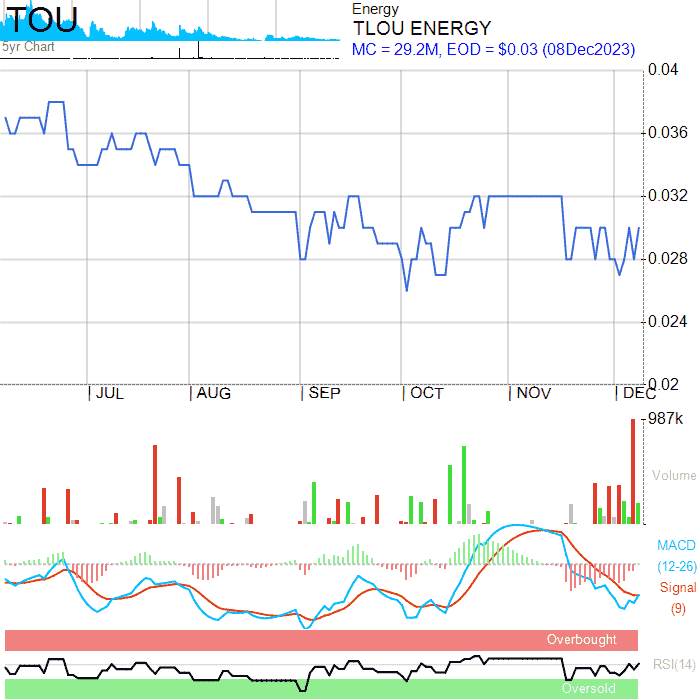 TOU
5yr Chart
Energy
TLOU ENERGY
MC = 29.2M, EOD = $0.03 (08Dec2023)
0.04
0.036
0.032
0.028
0.024
0.02
JUL
AUG
SEP
OCT
NOV
DEC
987k
Volume
MACD
(12-26)
Signal
(9)
Overbought
RSI(14)
Oversold